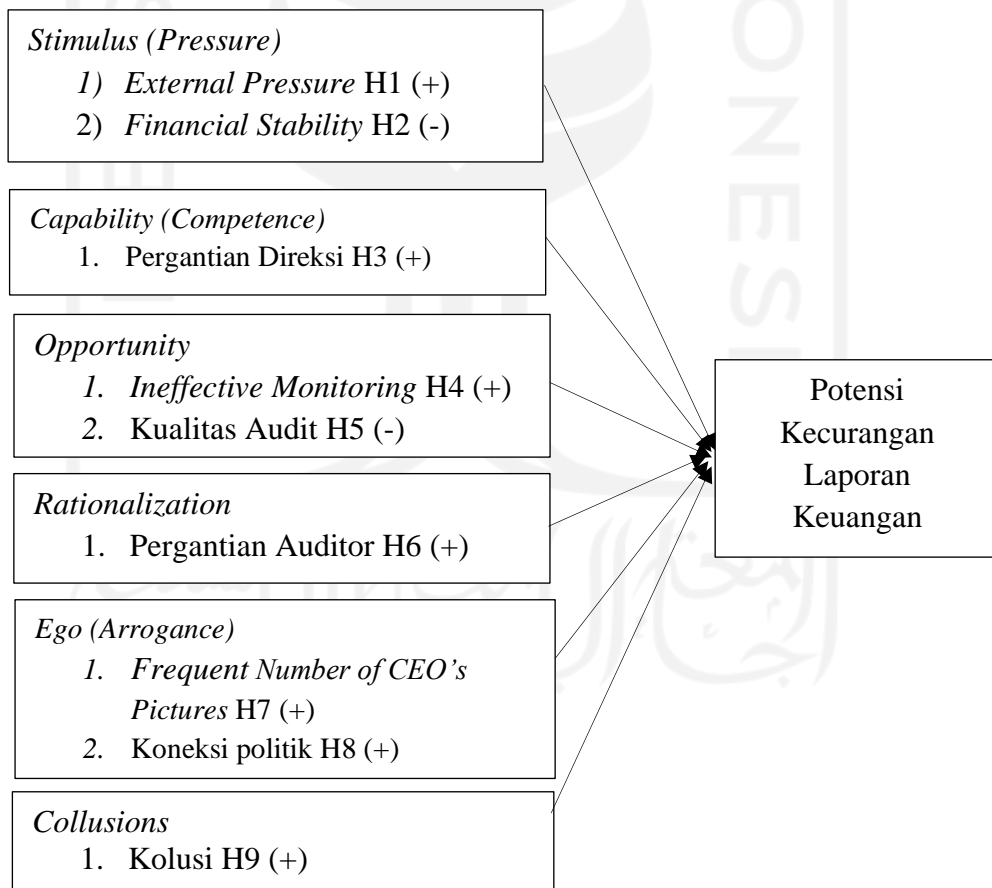 Stimulus (Pressure)
1) External Pressure H1 (+)
2) Financial Stability H2 (-)
Capability (Competence)
1. Pergantian Direksi H3 (+)
Opportunity
1. Ineffective Monitoring H4 (+)
2. Kualitas Audit H5 (-)
Rationalization
1. Pergantian Auditor H6 (+)
Ego (Arrogance)
1. Frequent Number of CEO’s
Pictures H7 (+)
2. Koneksi politik H8 (+)
Collusions
1. Kolusi H9 (+)
Potensi
Kecurangan
Laporan
Keuangan